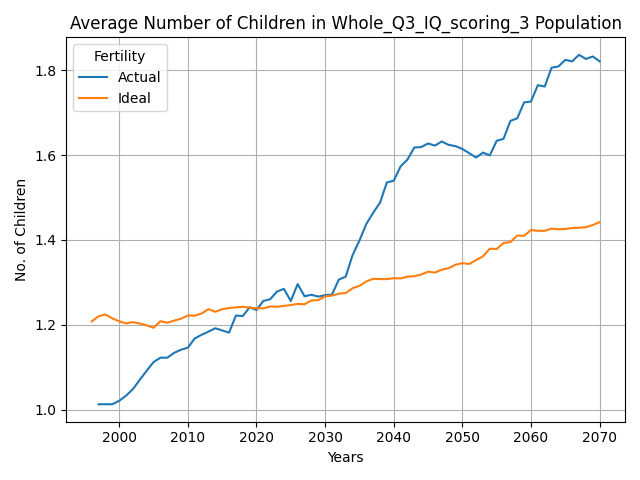 Average Number of Children in Whole_Q3_IQ_scoring_3 Population
Fertility
Actual
Ideal
No. of Children
1.8
1.6
1.4
1.2
1.0
2000 2010 2020 2030 2040 2050 2060 2070
Years